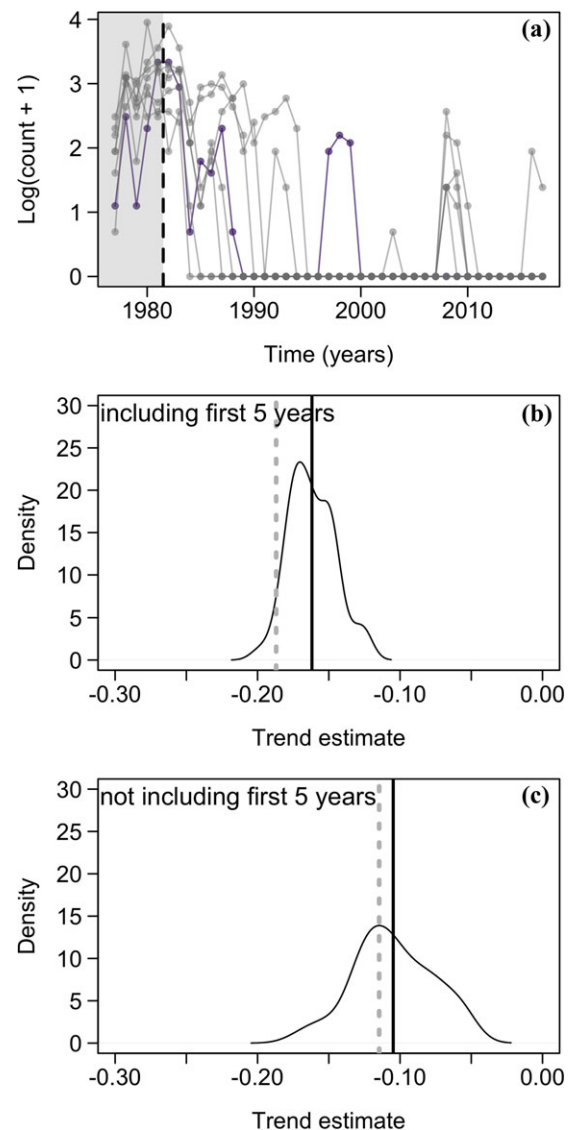 (a)
4
3
2
1
0
Log(count + 1)
1980 1990 2000 2010
Time (years)
including first 5 years (b)
30
25
20
15
10
5
0
Density
-0.30 -0.20 -0.10 0.00
Trend estimate
not including first 5 years (c)
30
25
20
15
10
5
0
Density
-0.30 -0.20 -0.10 0.00
Trend estimate